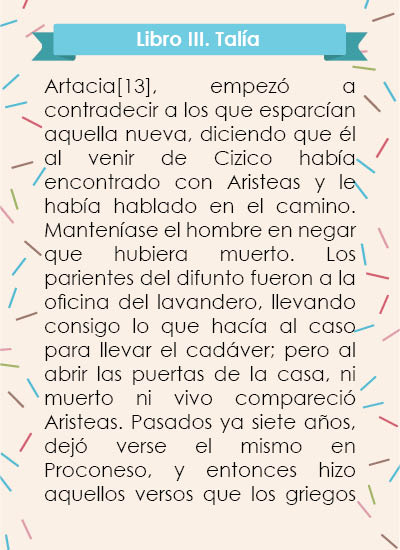 Libro III. Talía
Artacia[13], empezó a
contradecir a los que esparcían
aquella nueva, diciendo que él
al venir de Cizico había
encontrado con Aristeas y le
había hablado en el camino.
Manteníase el hombre en negar
que hubiera muerto. Los
parientes del difunto fueron a la
oficina del lavandero, llevando
consigo lo que hacía al caso
para llevar el cadáver; pero al
abrir las puertas de la casa, ni
muerto ni vivo compareció
Aristeas. Pasados ya siete años,
dejó verse el mismo en
Proconeso, y entonces hizo
aquellos versos que los griegos